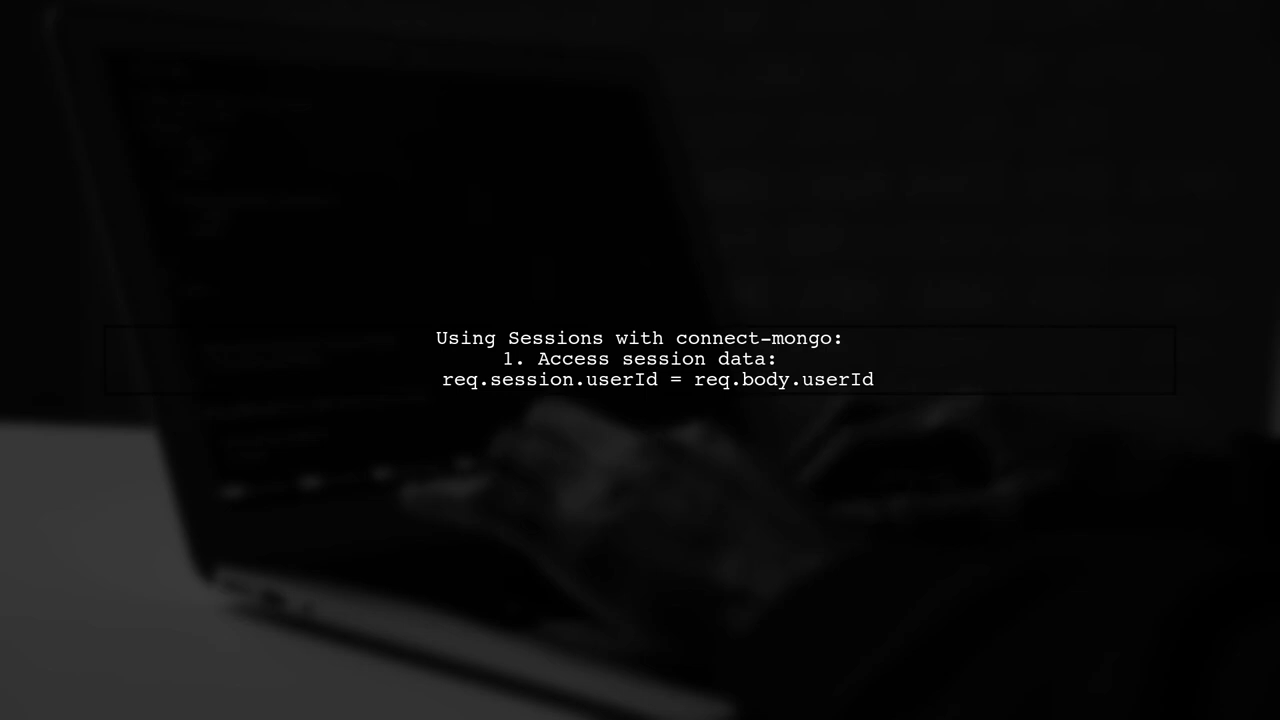 Using Sessions with connect-mongo:
1. Access session data:
req.session.userId = req.body.userId